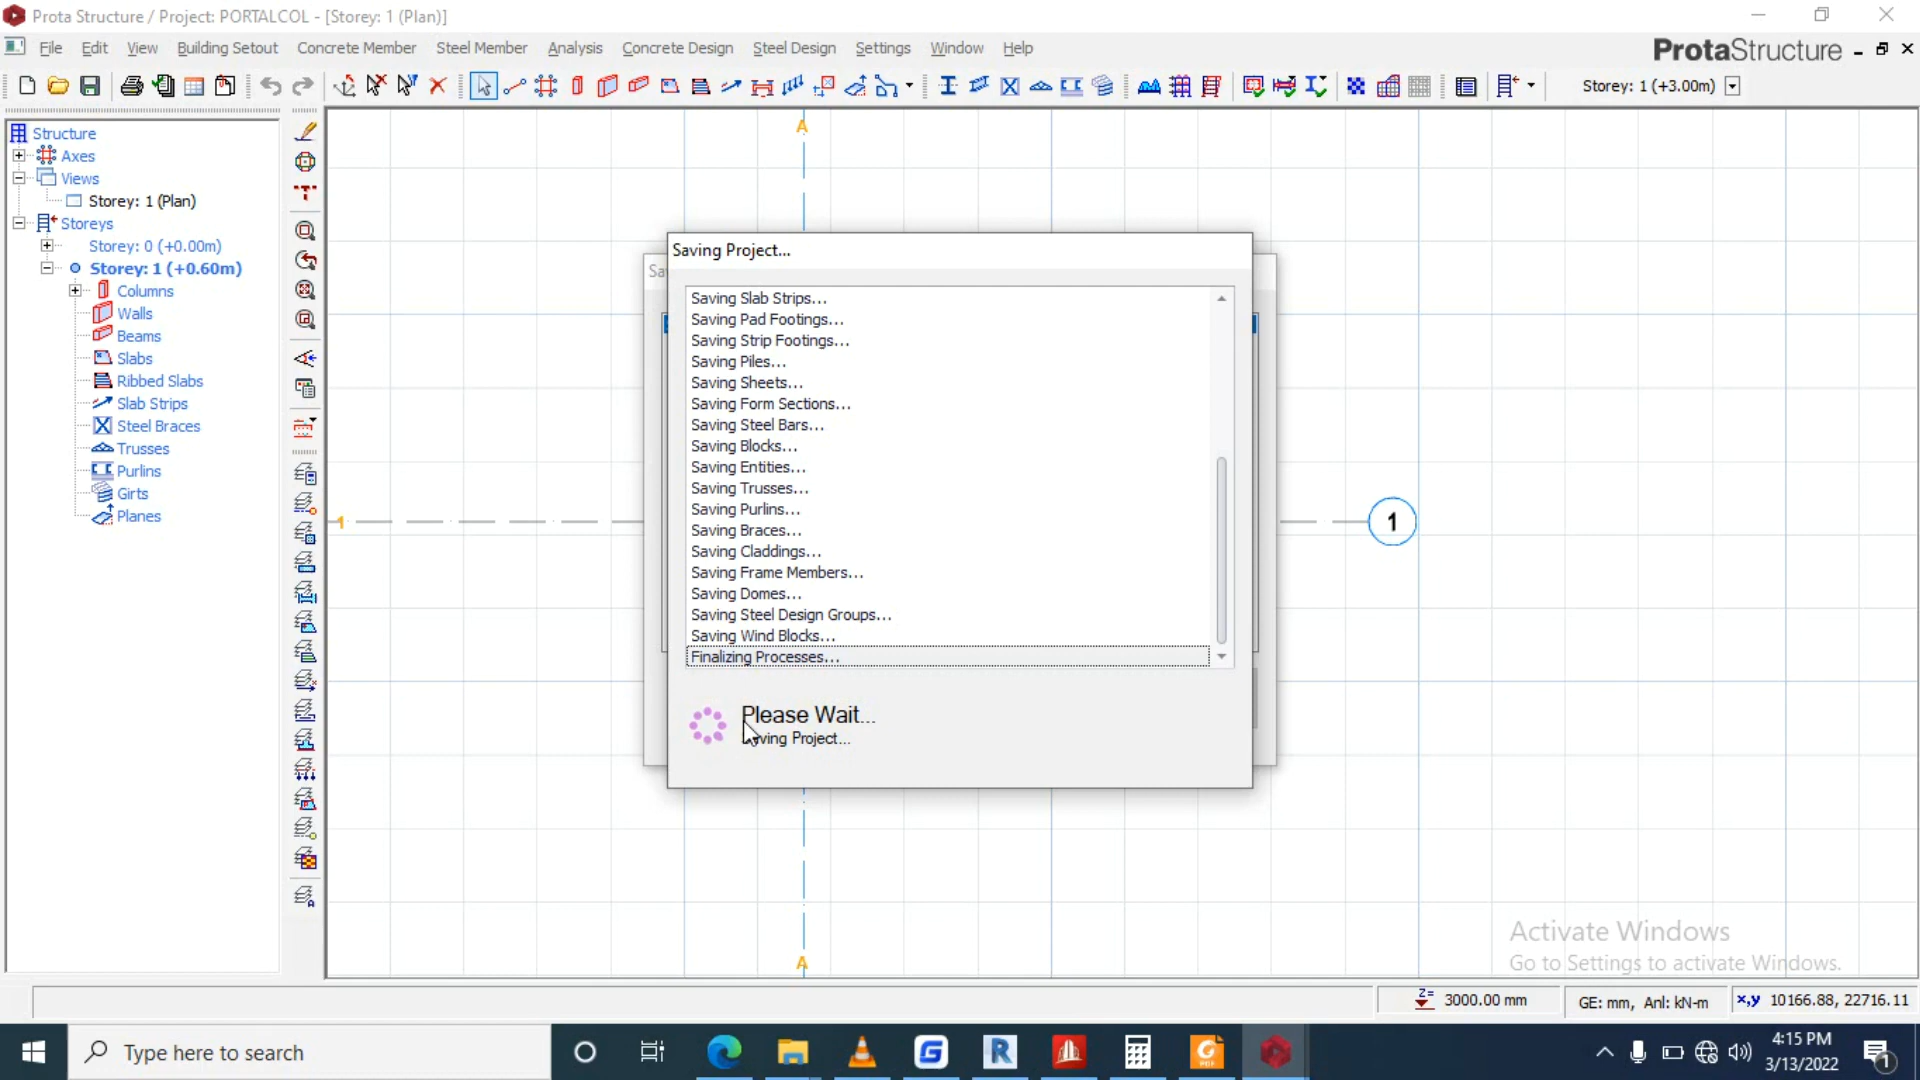 Prota Structure / Project: PORTALCOL - [Storey: 1 (Plan)]
File Edit View Building Setout Concrete Member Steel Member Analysis Concrete Design Steel Design Settings Window Help
ProtaStructure
Storey: 1 (+3.00m)
Structure
Axes
Views
Storey: 1 (Plan)
Storeys
Storey: 0 (+0.00m)
Storey: 1 (+0.60m)
Columns
Walls
Beams
Slabs
Ribbed Slabs
Slab Strips
Steel Braces
Trusses
Purlins
Girts
Planes
A
1
1
A
Sa
Saving Project...
Saving Slab Strips...
Saving Pad Footings...
Saving Strip Footings...
Saving Piles...
Saving Sheets...
Saving Form Sections...
Saving Steel Bars...
Saving Blocks...
Saving Entities...
Saving Trusses...
Saving Purlins...
Saving Braces...
Saving Claddings...
Saving Frame Members...
Saving Domes...
Saving Steel Design Groups...
Saving Wind Blocks...
Finalizing Processes...
Please Wait...
Saving Project...
Activate Windows
Go to Settings to activate Windows.
Z= 3000.00 mm GE: mm, Anl: kN-m x,y 10166.88, 22716.11
Type here to search
4:15 PM
3/13/2022
1